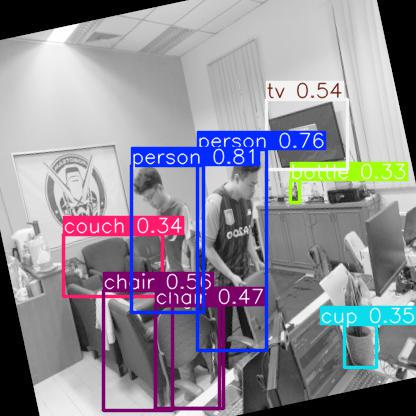 tv 0.54
person 0.76
person 0.81
bottle 0.33
couch 0.34
chair 0.56
chair 0.47
cup 0.35